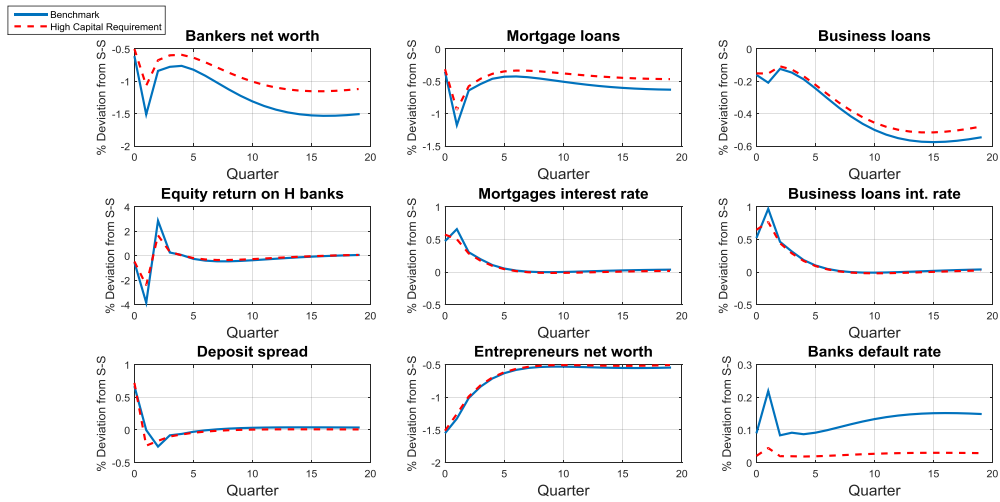 Benchmark
High Capital Requirement
Bankers net worth
% Deviation from S-S
-0.5
-1
-1.5
-2
0 5 10 15 20
Quarter
Mortgage loans
% Deviation from S-S
0
-0.5
-1
-1.5
0 5 10 15 20
Quarter
Business loans
% Deviation from S-S
0
-0.2
-0.4
-0.6
0 5 10 15 20
Quarter
Equity return on H banks
% Deviation from S-S
4
2
0
-2
-4
0 5 10 15 20
Quarter
Mortgages interest rate
% Deviation from S-S
1
0.5
0
-0.5
0 5 10 15 20
Quarter
Business loans int. rate
% Deviation from S-S
1
0.5
0
-0.5
0 5 10 15 20
Quarter
Deposit spread
% Deviation from S-S
1
0.5
0
-0.5
0 5 10 15 20
Quarter
Entrepreneurs net worth
% Deviation from S-S
-0.5
-1
-1.5
-2
0 5 10 15 20
Quarter
Banks default rate
% Deviation from S-S
0.3
0.2
0.1
0
0 5 10 15 20
Quarter